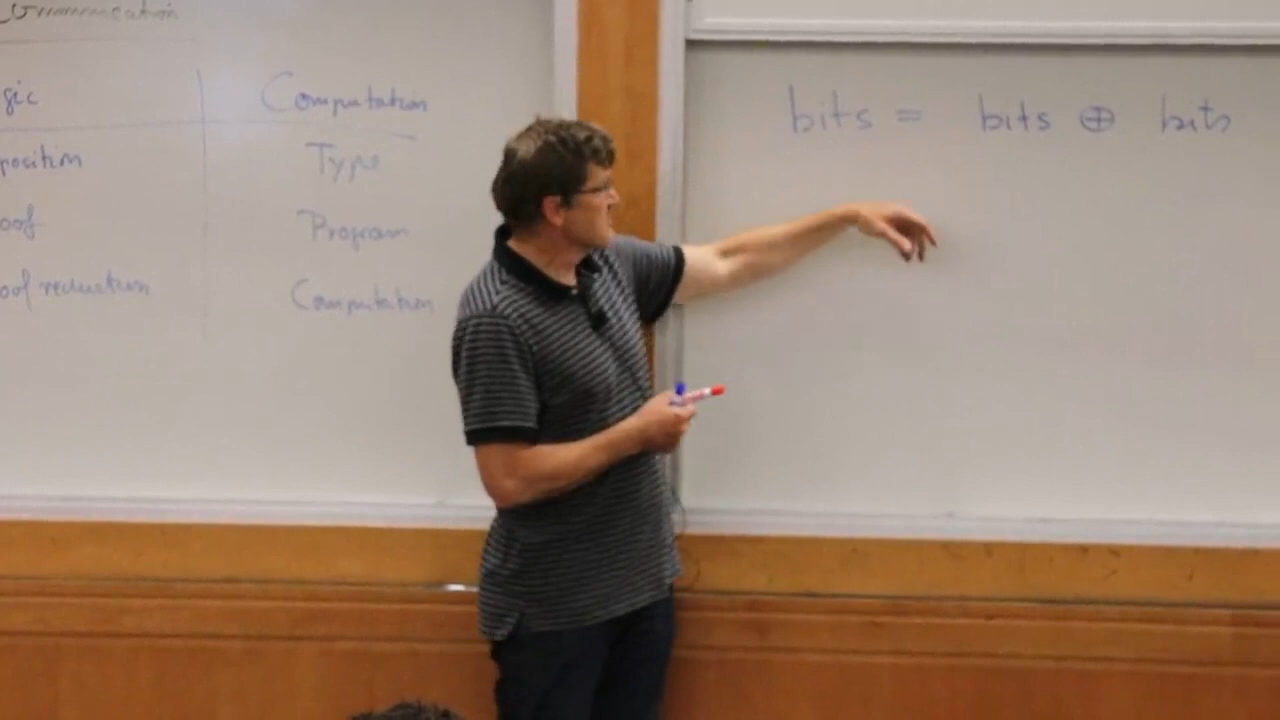 gic Computation
position Type
oof Program
oof reduction Computation
bits = bits ⊕ bits